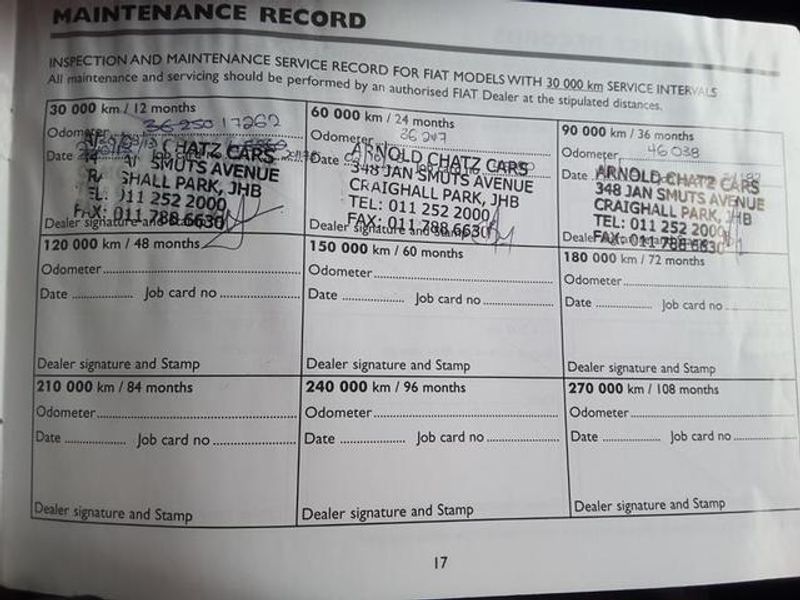 MAINTENANCE RECORD
INSPECTION AND MAINTENANCE SERVICE RECORD FOR FIAT MODELS WITH 30 000 km SERVICE INTERVALS
All maintenance and servicing should be performed by an authorised FIAT Dealer at the stipulated distances.
30 000 km / 12 months
Odometer 36 250 17262
Date
CHATZ CARS
SMUTS AVENUE
SHALL PARK, JHB
TEL: 011 252 2000
FAX: 011 788 6630
Dealer signature and Stamp
60 000 km / 24 months
Odometer 36 247
Date
ARNOLD CHATZ CARS
348 JAN SMUTS AVENUE
CRAIGHALL PARK, JHB
TEL: 011 252 2000
FAX: 011 788 6630
Dealer signature and Stamp
90 000 km / 36 months
Odometer 46 038
Date
ARNOLD CHATZ CARS
348 JAN SMUTS AVENUE
CRAIGHALL PARK, JHB
TEL: 011 252 2000
FAX: 011 788 6630
Dealer
120 000 km / 48 months
Odometer
Date Job card no
Dealer signature and Stamp
150 000 km / 60 months
Odometer
Date Job card no
Dealer signature and Stamp
180 000 km / 72 months
Odometer
Date Job card no
Dealer signature and Stamp
210 000 km / 84 months
Odometer
Date Job card no
Dealer signature and Stamp
240 000 km / 96 months
Odometer
Date Job card no
Dealer signature and Stamp
270 000 km / 108 months
Odometer
Date Job card no
Dealer signature and Stamp
17